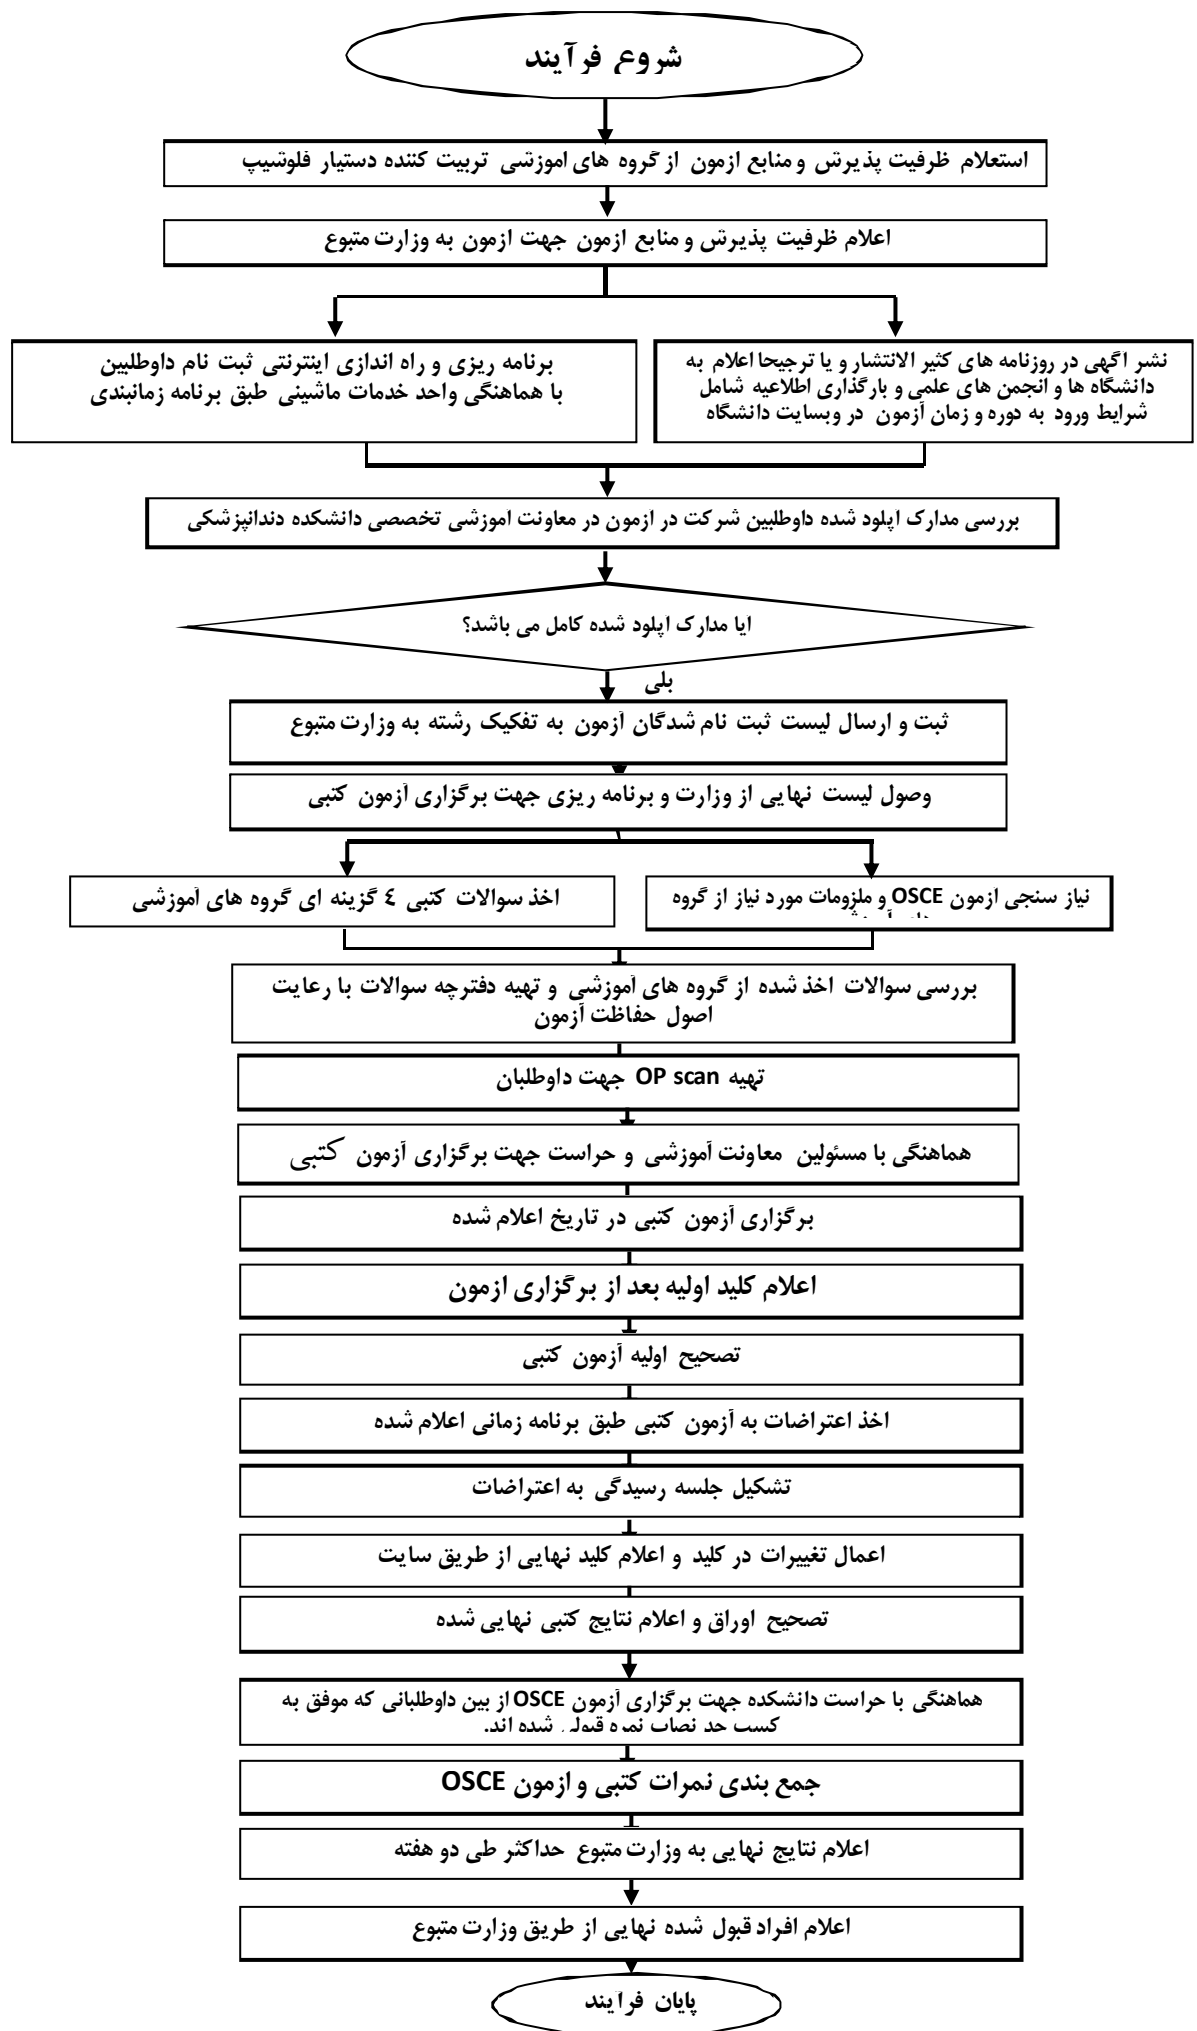 شروع فرآیند
استعلام ظرفیت پذیرش و منابع ازمون از گروه های اموزشی تربیت کننده دستیار فلوشیپ
اعلام ظرفیت پذیرش و منابع ازمون جهت ازمون به وزارت متبوع
نشر اگهی در روزنامه های کثیر الانتشار و یا ترجیحا اعلام به
دانشگاه ها و انجمن های علمی و بارگذاری اطلاعیه شامل
شرایط ورود به دوره و زمان آزمون در وبسایت دانشگاه
برنامه ریزی و راه اندازی اینترنتی ثبت نام داوطلبین
با هماهنگی واحد خدمات ماشینی طبق برنامه زمانبندی
بررسی مدارک اپلود شده داوطلبین شرکت در ازمون در معاونت اموزشی تخصصی دانشکده دندانپزشکی
ایا مدارک اپلود شده کامل می باشد؟
بلی
ثبت و ارسال لیست ثبت نام شدگان آزمون به تفکیک رشته به وزارت متبوع
وصول لیست نهایی از وزارت و برنامه ریزی جهت برگزاری آزمون کتبی
نیاز سنجی ازمون OSCE و ملزومات مورد نیاز از گروه
اخذ سوالات کتبی ٤ گزینه ای گروه های آموزشی
بررسی سوالات اخذ شده از گروه های آموزشی و تهیه دفترچه سوالات با رعایت
اصول حفاظت آزمون
تهیه OP scan جهت داوطلبان
هماهنگی با مسئولین معاونت آموزشی و حراست جهت برگزاری آزمون کتبی
برگزاری آزمون کتبی در تاریخ اعلام شده
اعلام کلید اولیه بعد از برگزاری ازمون
تصحیح اولیه آزمون کتبی
اخذ اعتراضات به آزمون کتبی طبق برنامه زمانی اعلام شده
تشکیل جلسه رسیدگی به اعتراضات
اعمال تغییرات در کلید و اعلام کلید نهایی از طریق سایت
تصحیح اوراق و اعلام نتایج کتبی نهایی شده
هماهنگی با حراست دانشکده جهت برگزاری آزمون OSCE از بین داوطلبانی که موفق به
کسب حد نصاب نمره قبولی شده اند.
جمع بندی نمرات کتبی و ازمون OSCE
اعلام نتایج نهایی به وزارت متبوع حداکثر طی دو هفته
اعلام افراد قبول شده نهایی از طریق وزارت متبوع
پایان فرآیند